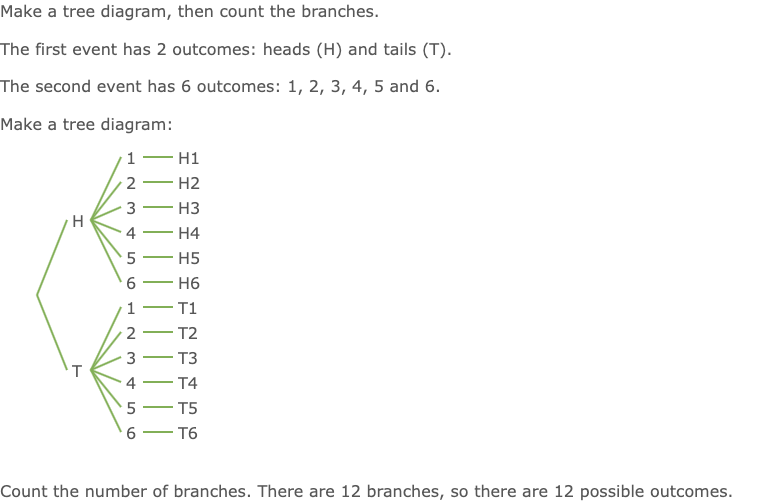 Make a tree diagram, then count the branches.
The first event has 2 outcomes: heads (H) and tails (T).
The second event has 6 outcomes: 1, 2, 3, 4, 5 and 6.
Make a tree diagram:
1 H1
2 H2
3 H3
H
4 H4
5 H5
6 H6
1 T1
2 T2
3 T3
T
4 T4
5 T5
6 T6
Count the number of branches. There are 12 branches, so there are 12 possible outcomes.